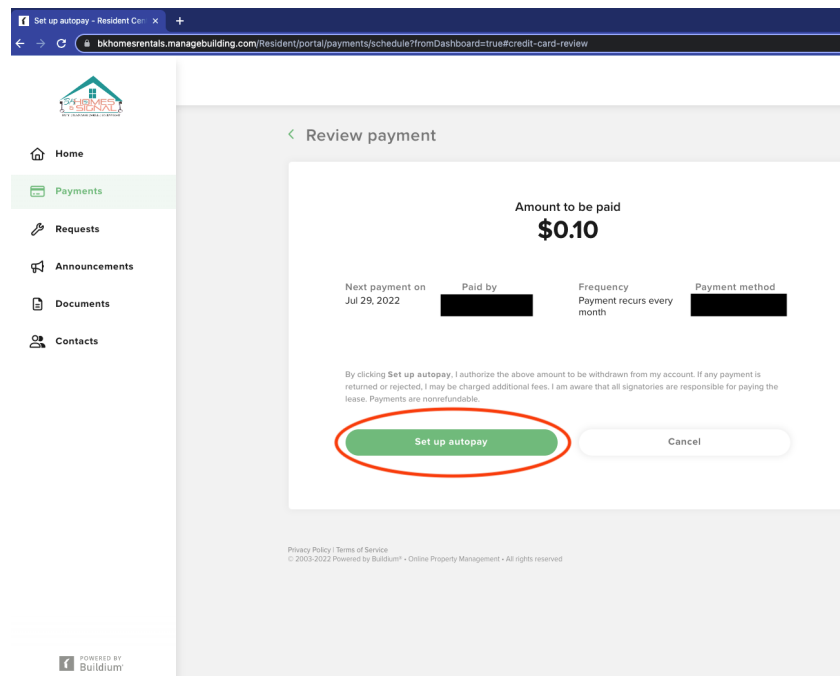 Set up autopay - Resident Cen
bkhomesrentals.managebuilding.com/Resident/portal/payments/schedule?fromDashboard=true#credit-card-review
HOMES
SIGNAL
Home
Payments
Requests
Announcements
Documents
Contacts
POWERED BY
Buildium
Review payment
Amount to be paid
$0.10
Next payment on
Jul 29, 2022
Paid by
Frequency
Payment recurs every
month
Payment method
By clicking Set up autopay, I authorize the above amount to be withdrawn from my account. If any payment is
returned or rejected, I may be charged additional fees. I am aware that all signatories are responsible for paying the
lease. Payments are nonrefundable.
Set up autopay
Cancel
Privacy Policy | Terms of Service
© 2003-2022 Powered by Buildium® - Online Property Management - All rights reserved